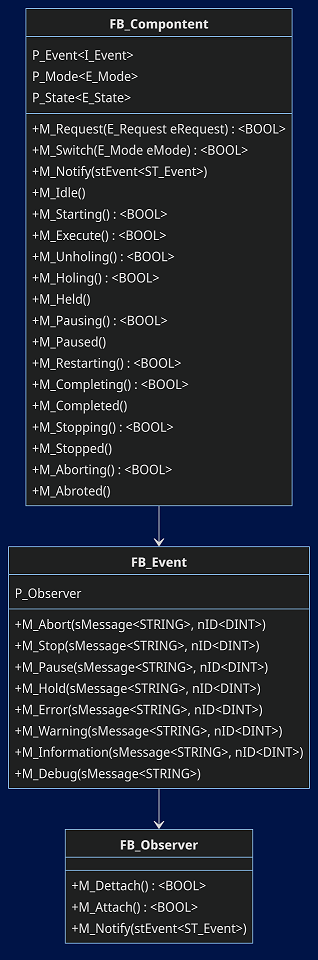 FB_Compontent
P_Event<I_Event>
P_Mode<E_Mode>
P_State<E_State>
+M_Request(E_Request eRequest) : <BOOL>
+M_Switch(E_Mode eMode) : <BOOL>
+M_Notify(stEvent<ST_Event>)
+M_Idle()
+M_Starting() : <BOOL>
+M_Execute() : <BOOL>
+M_Unholing() : <BOOL>
+M_Holing() : <BOOL>
+M_Held()
+M_Pausing() : <BOOL>
+M_Paused()
+M_Restarting() : <BOOL>
+M_Completing() : <BOOL>
+M_Completed()
+M_Stopping() : <BOOL>
+M_Stopped()
+M_Aborting() : <BOOL>
+M_Abroted()
FB_Event
P_Observer
+M_Abort(sMessage<STRING>, nID<DINT>)
+M_Stop(sMessage<STRING>, nID<DINT>)
+M_Pause(sMessage<STRING>, nID<DINT>)
+M_Hold(sMessage<STRING>, nID<DINT>)
+M_Error(sMessage<STRING>, nID<DINT>)
+M_Warning(sMessage<STRING>, nID<DINT>)
+M_Information(sMessage<STRING>, nID<DINT>)
+M_Debug(sMessage<STRING>)
FB_Observer
+M_Dettach() : <BOOL>
+M_Attach() : <BOOL>
+M_Notify(stEvent<ST_Event>)